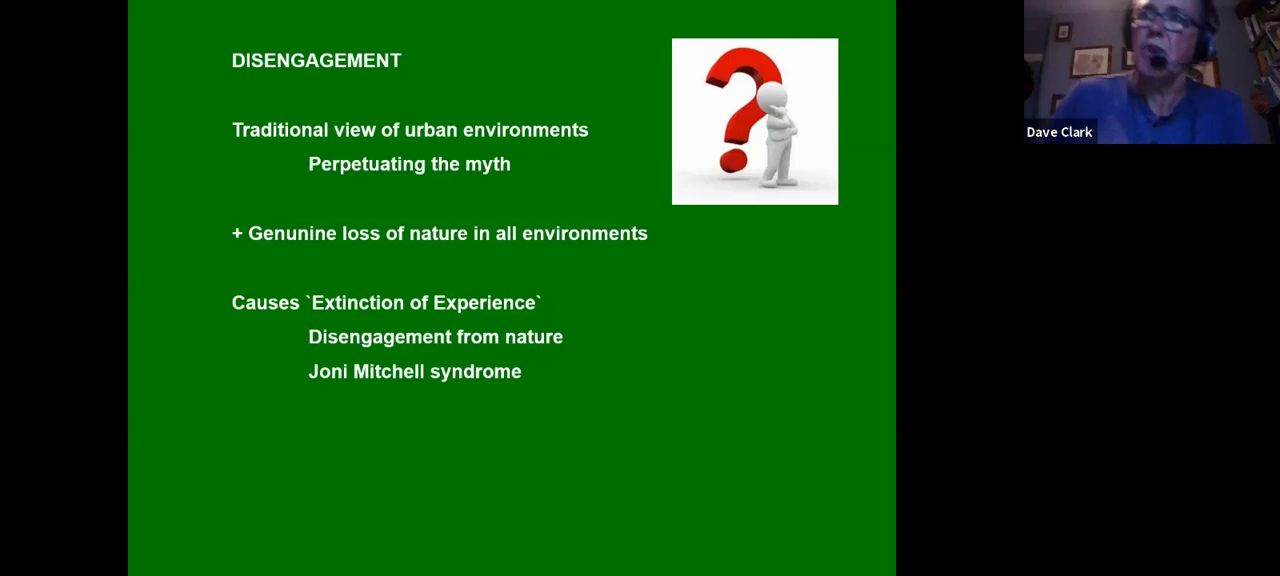 DISENGAGEMENT
Traditional view of urban environments
Perpetuating the myth
+ Genunine loss of nature in all environments
Causes `Extinction of Experience`
Disengagement from nature
Joni Mitchell syndrome
Dave Clark